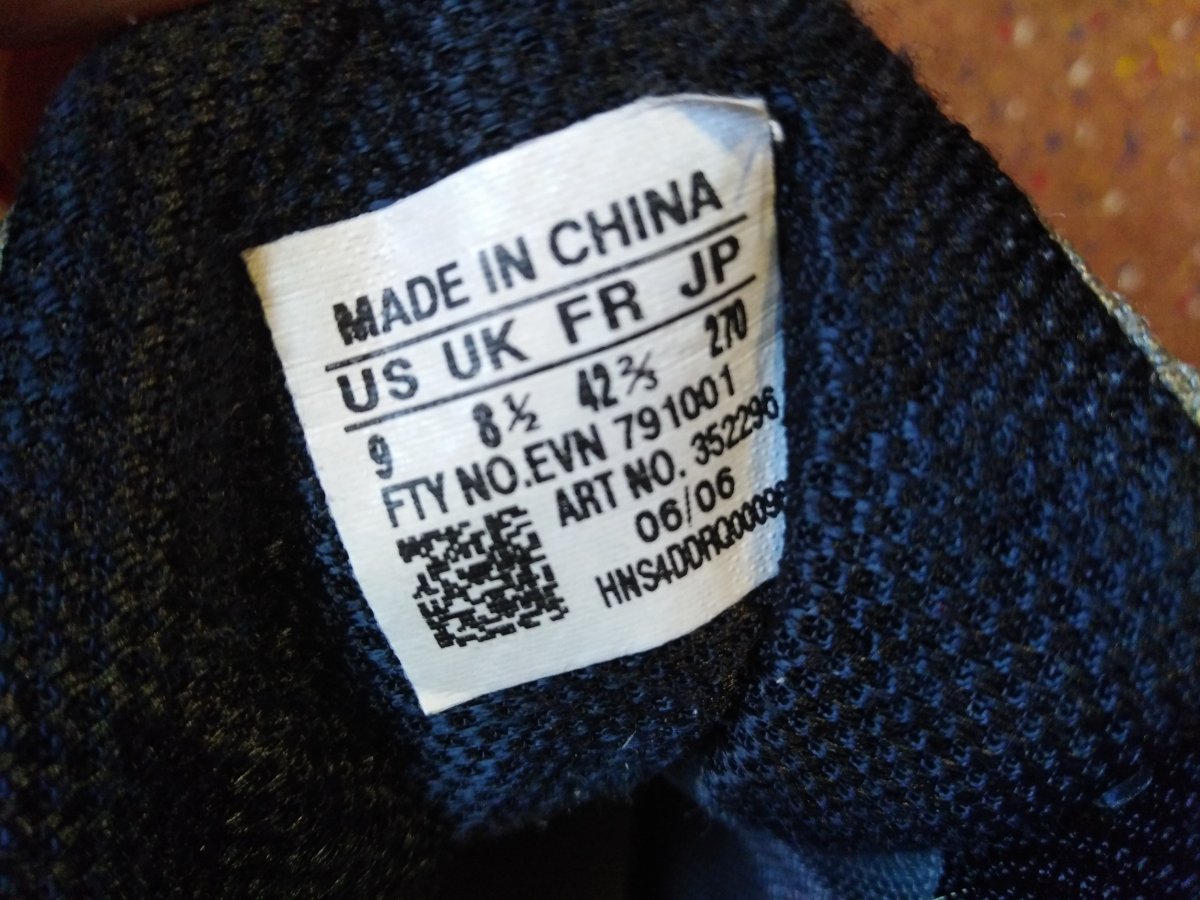 MADE IN CHINA
US UK FR JP
9 8½ 42⅔ 270
FTY NO.EVN 791001
ART NO. 352296
06/06
HNS4DDRQ00096